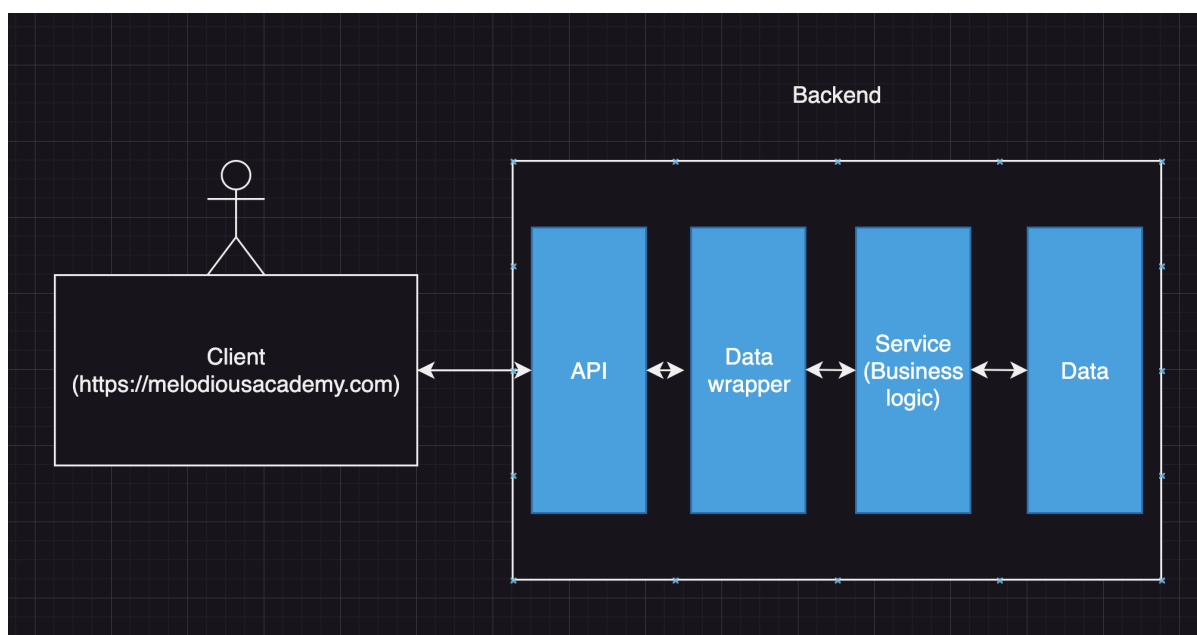 Backend
Client
(https://melodiousacademy.com)
API
Data
wrapper
Service
(Business
logic)
Data